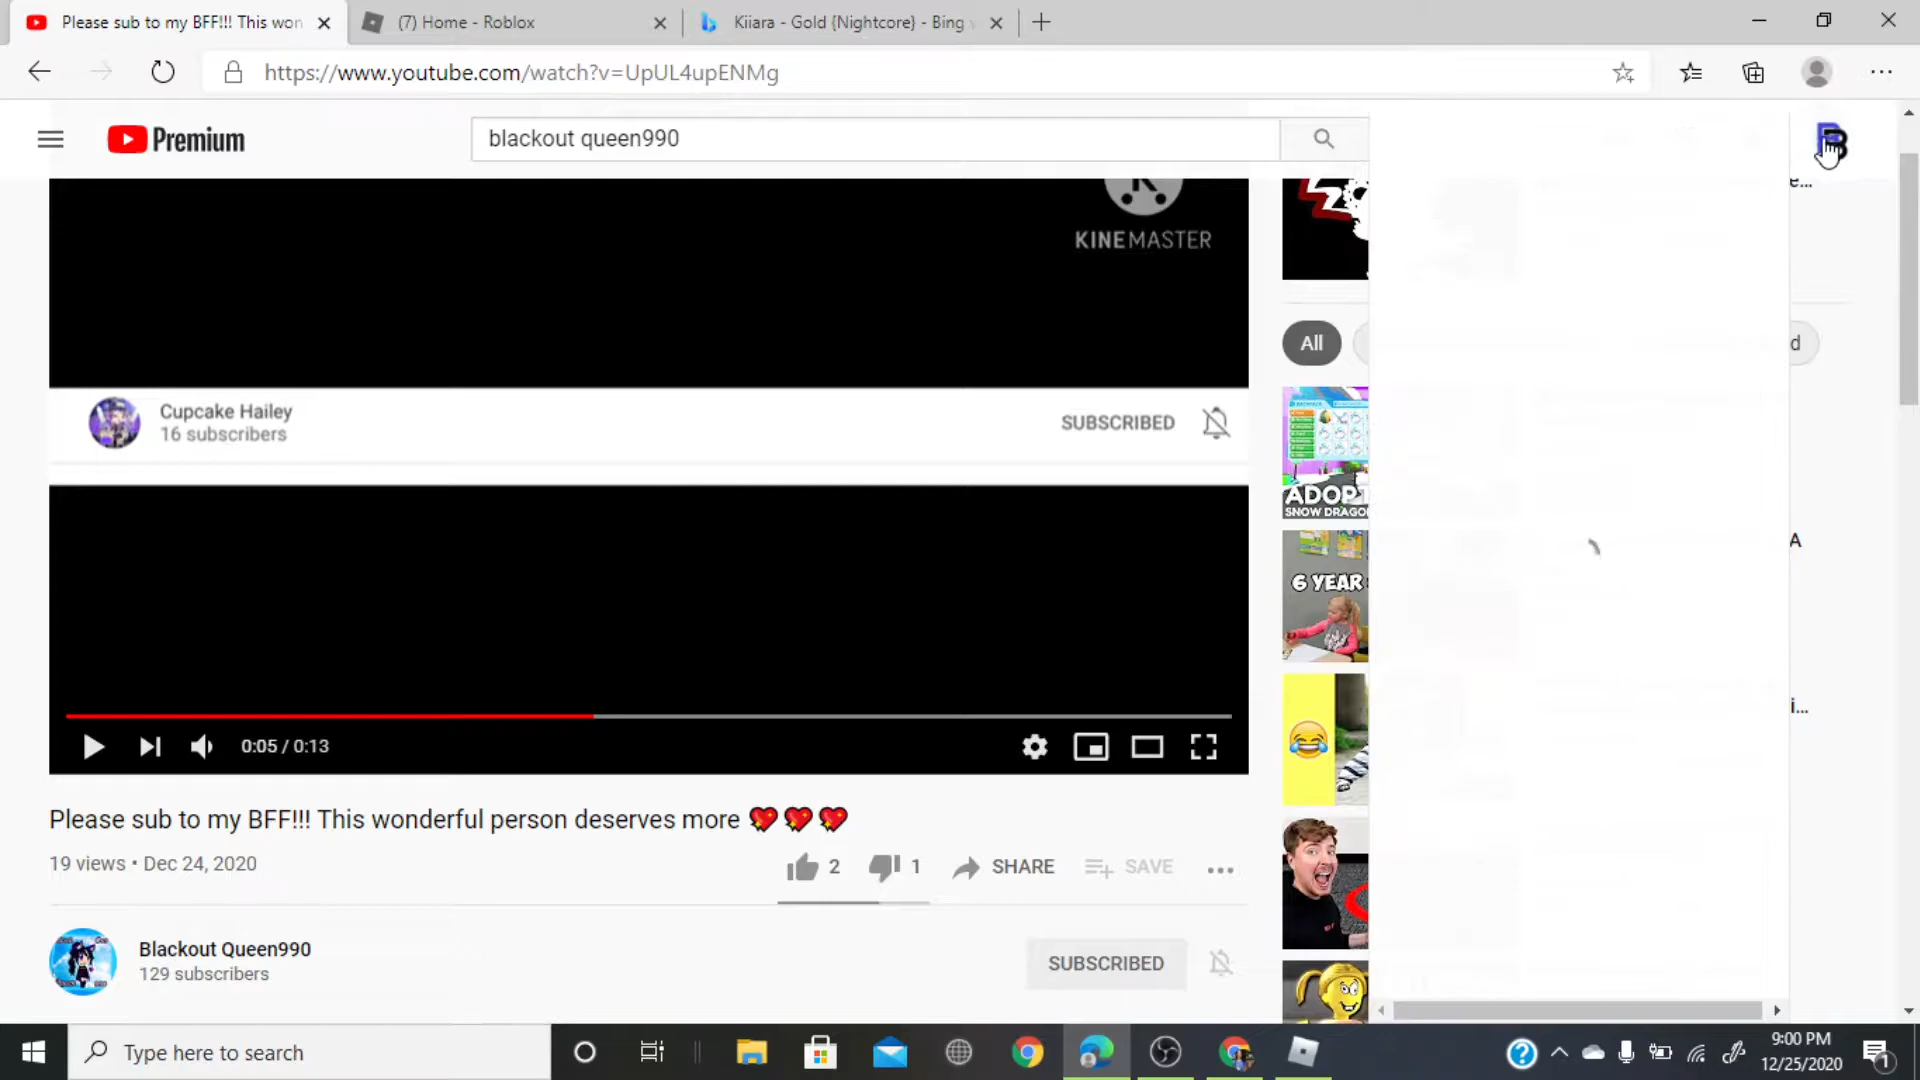 Please sub to my BFF!!! This won
(7) Home - Roblox
Kiiara - Gold {Nightcore} - Bing v
https://www.youtube.com/watch?v=UpUL4upENMg
Premium
blackout queen990
KINEMASTER
e...
All
d
Cupcake Hailey
16 subscribers
SUBSCRIBED
ADOPT
SNOW DRAGO
A
6 YEAR
i...
0:05 / 0:13
Please sub to my BFF!!! This wonderful person deserves more 💖💖💖
19 views • Dec 24, 2020
2
1
SHARE
SAVE
Blackout Queen990
129 subscribers
SUBSCRIBED
Type here to search
9:00 PM
12/25/2020
1